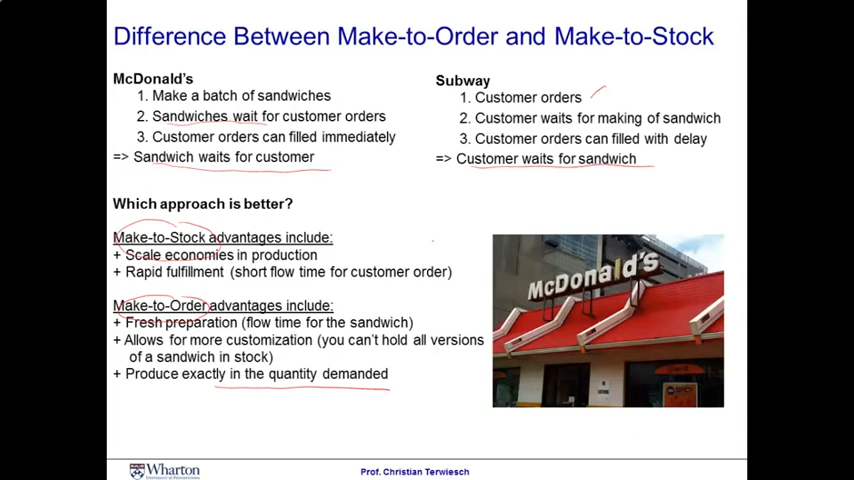 Difference Between Make-to-Order and Make-to-Stock
McDonald's
1. Make a batch of sandwiches
2. Sandwiches wait for customer orders
3. Customer orders can filled immediately
=> Sandwich waits for customer
Subway
1. Customer orders
2. Customer waits for making of sandwich
3. Customer orders can filled with delay
=> Customer waits for sandwich
Which approach is better?
Make-to-Stock advantages include:
+ Scale economies in production
+ Rapid fulfillment (short flow time for customer order)
Make-to-Order advantages include:
+ Fresh preparation (flow time for the sandwich)
+ Allows for more customization (you can't hold all versions
of a sandwich in stock)
+ Produce exactly in the quantity demanded
McDonald's
Wharton
Prof. Christian Terwiesch